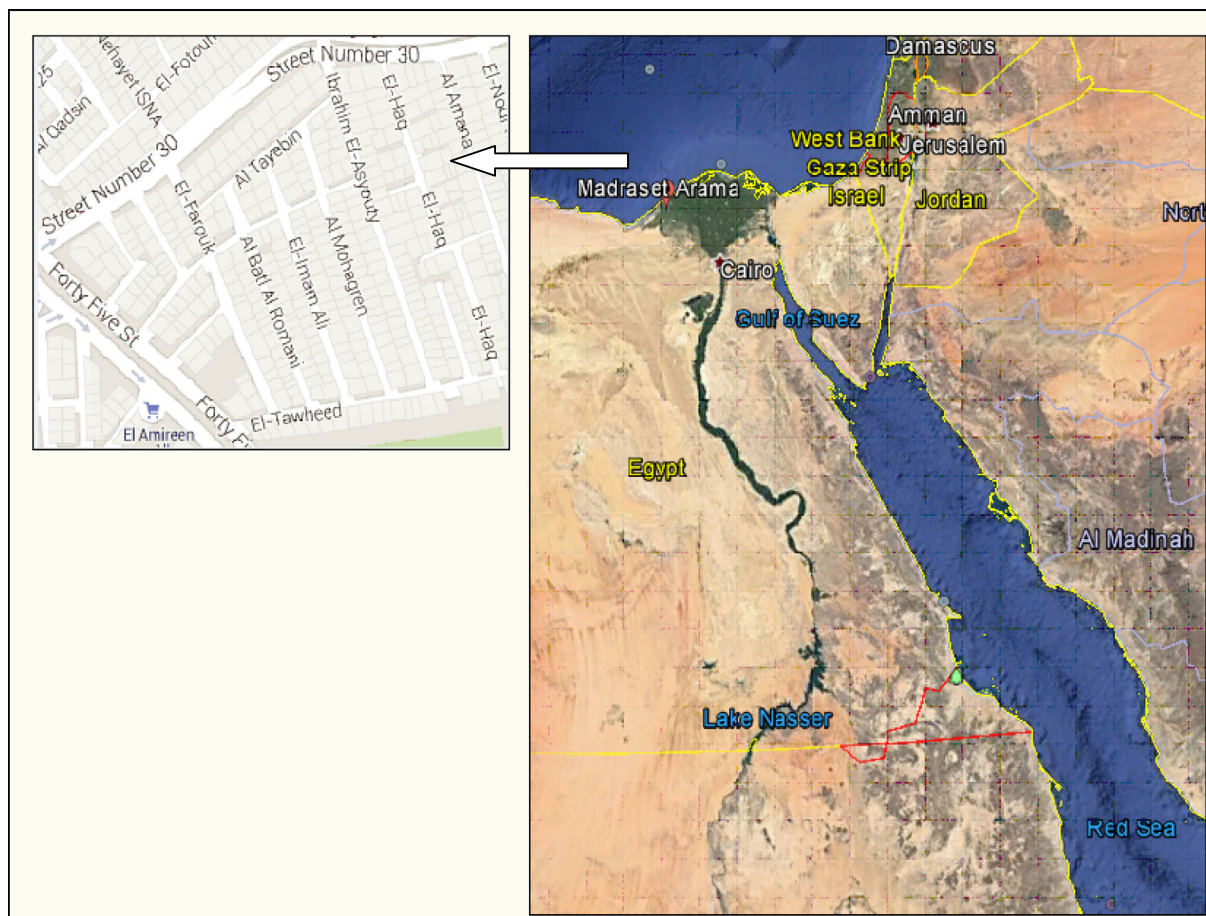 Street Number 30
Nehayet ISNA
El-Fotouh
25
Al Qadsin
Ibrahim El-Asyouty
El-Haq
Al Amana
El-Nour
Street Number 30
Al Tayebin
El-Farouk
El-Haq
Al Batl Al Romani
El-Imam Ali
Al Mohagren
Forty Five St
El-Haq
El-Tawheed
El Amireen
Forty Fiv
Damascus
Amman
West Bank
Jerusalem
Gaza Strip
Madraset Arama
Israel
Jordan
Nort
Cairo
Gulf of Suez
Egypt
Al Madinah
Lake Nasser
Red Sea